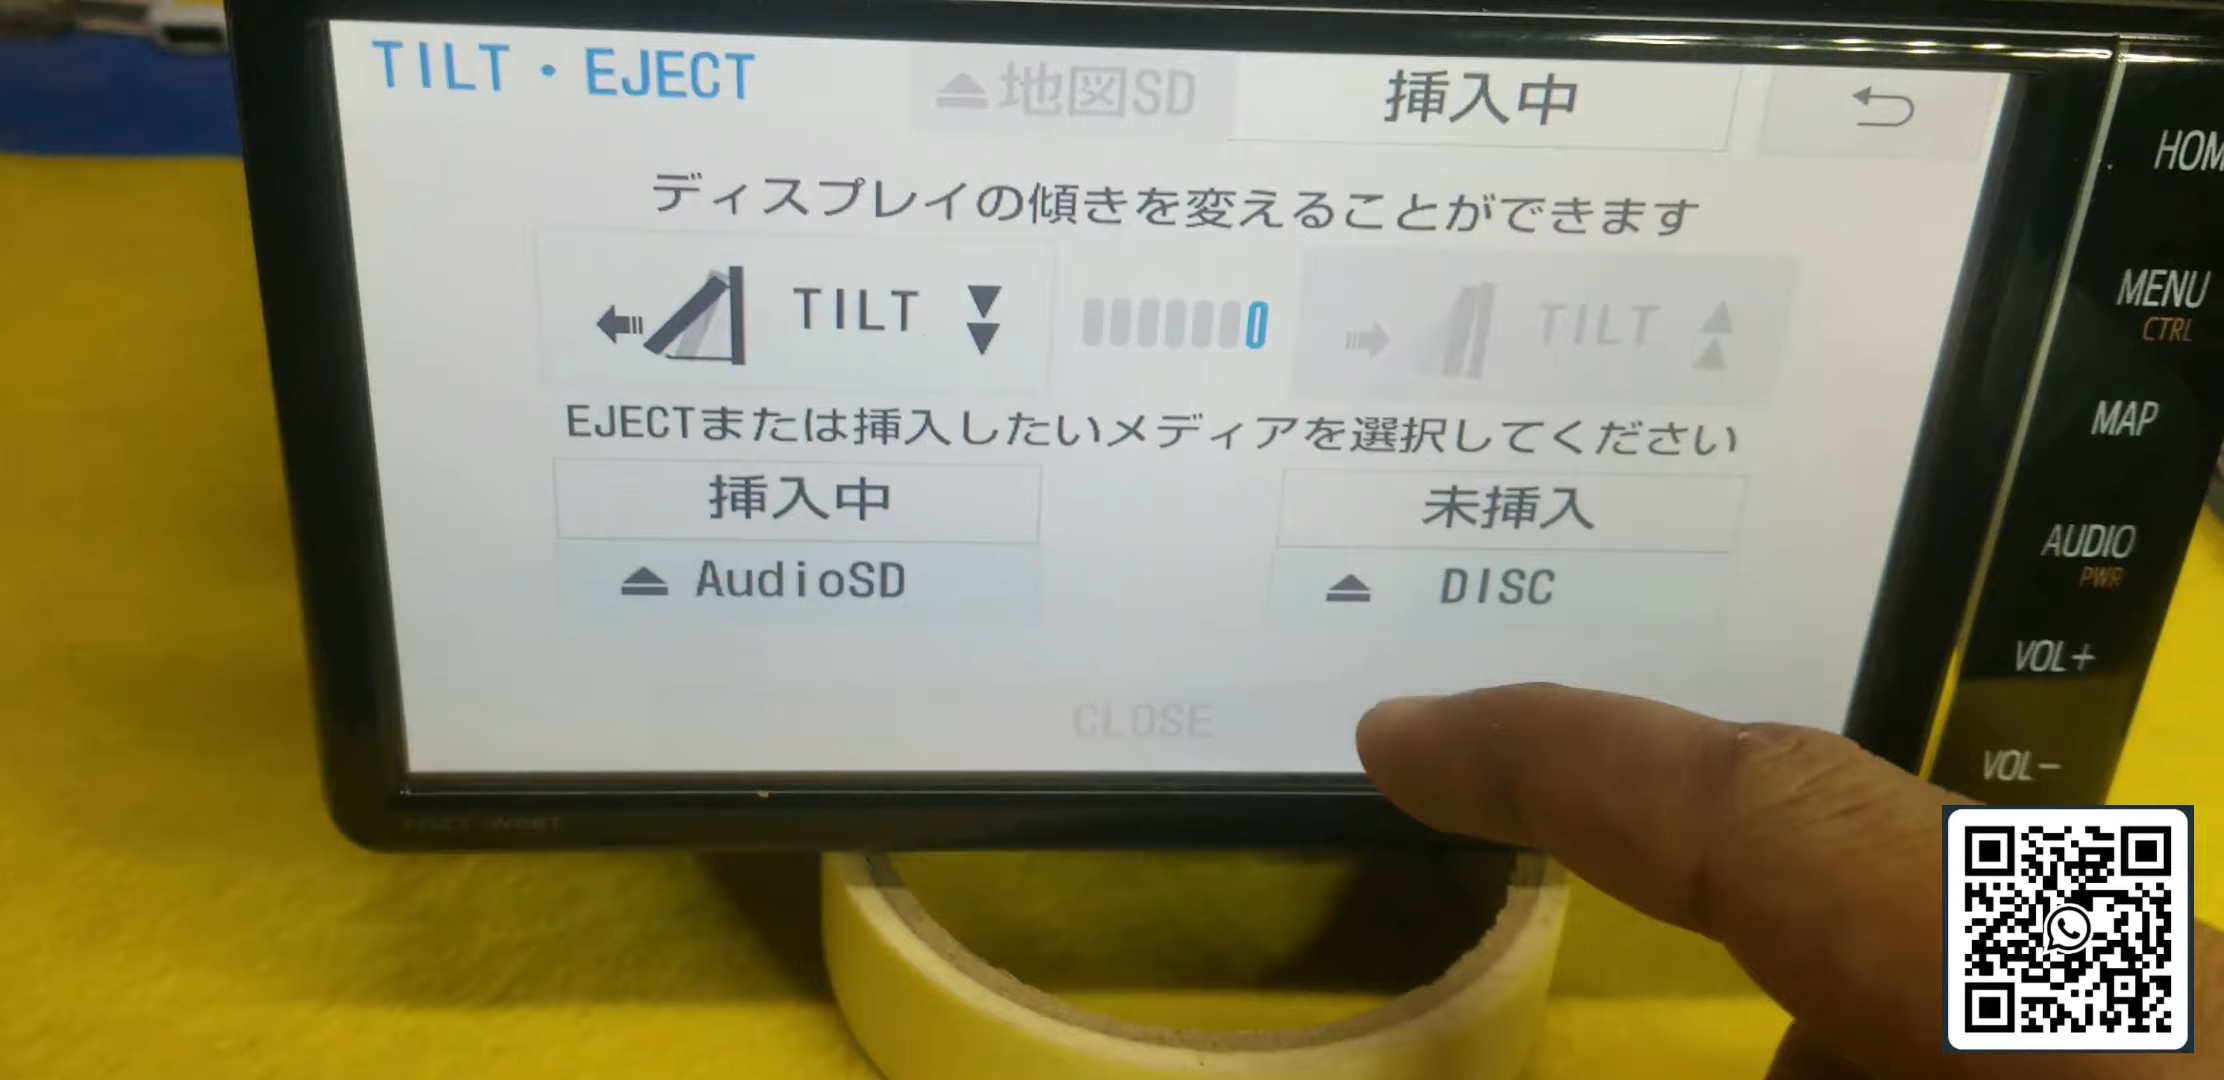 TILT・EJECT
地図SD
挿入中
ディスプレイの傾きを変えることができます
TILT
TILT
EJECTまたは挿入したいメディアを選択してください
挿入中
未挿入
AudioSD
DISC
CLOSE
HOM
MENU
CTRL
MAP
AUDIO
PWR
VOL+
VOL-